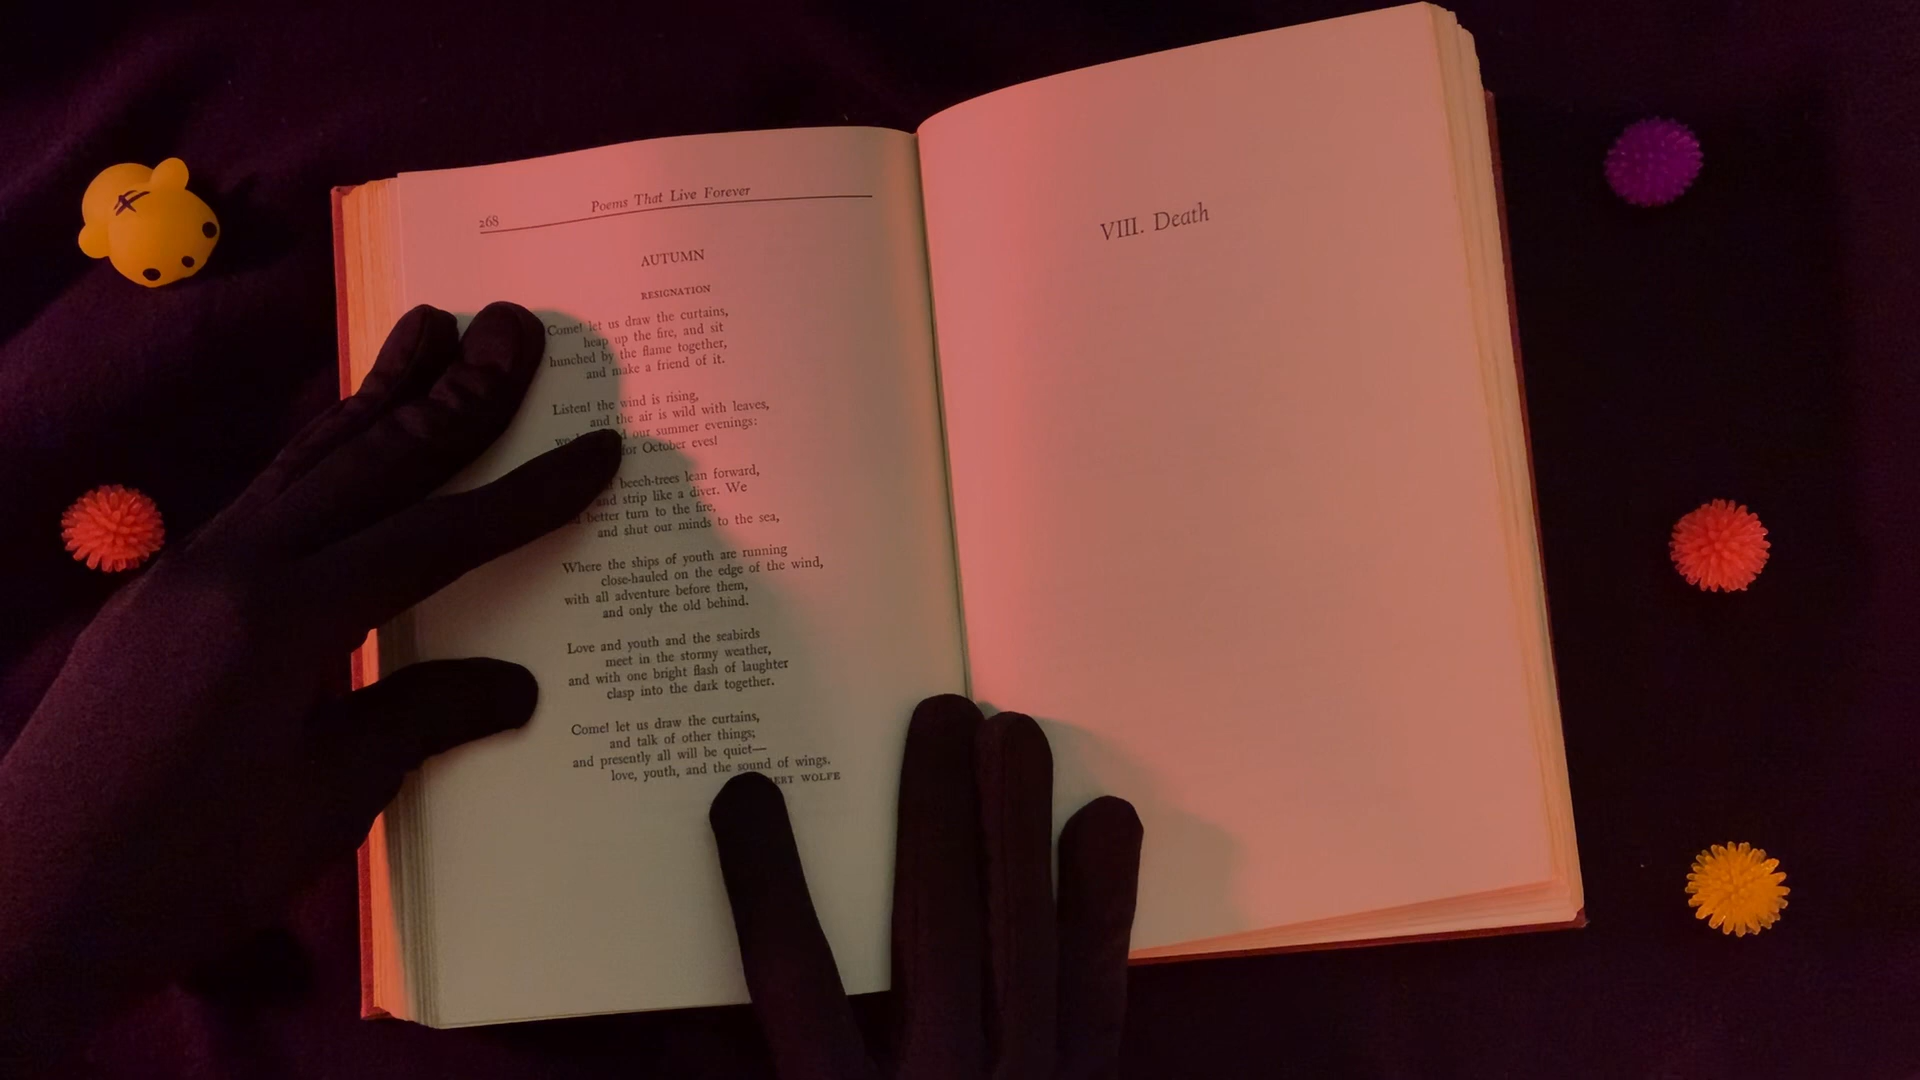 268
Poems That Live Forever
AUTUMN
RESIGNATION
Come! let us draw the curtains,
heap up the fire, and sit
hunched by the flame together,
and make a friend of it.
Listen! the wind is rising,
and the air is wild with leaves,
our summer evenings:
for October eves!
beech-trees lean forward,
and strip like a diver. We
better turn to the fire,
and shut our minds to the sea,
Where the ships of youth are running
close-hauled on the edge of the wind,
with all adventure before them,
and only the old behind.
Love and youth and the seabirds
meet in the stormy weather,
and with one bright flash of laughter
clasp into the dark together.
Come! let us draw the curtains,
and talk of other things;
and presently all will be quiet—
love, youth, and the sound of wings.
WOLFE
VIII. Death